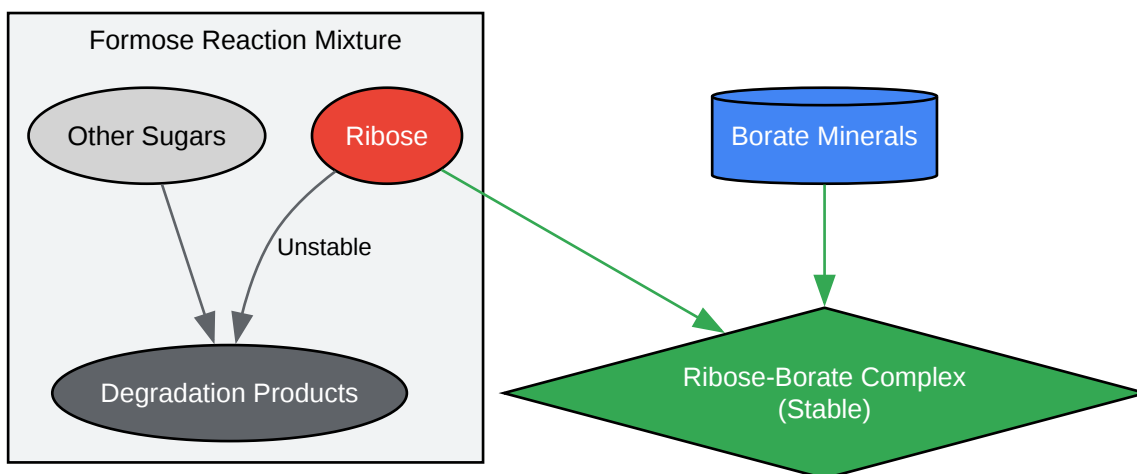 Formose Reaction Mixture
Other Sugars
Ribose
Borate Minerals
Unstable
Degradation Products
Ribose-Borate Complex
(Stable)